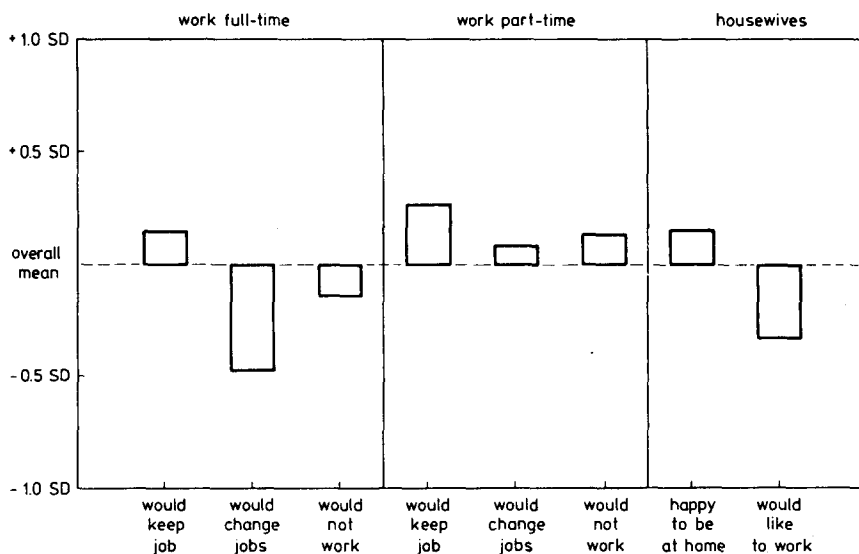 work full-time
work part-time
housewives
+ 1.0 SD
+ 0.5 SD
overall
mean
- 0.5 SD
- 1.0 SD
would
keep
job
would
change
jobs
would
not
work
would
keep
job
would
change
jobs
would
not
work
happy
to be
at home
would
like
to work